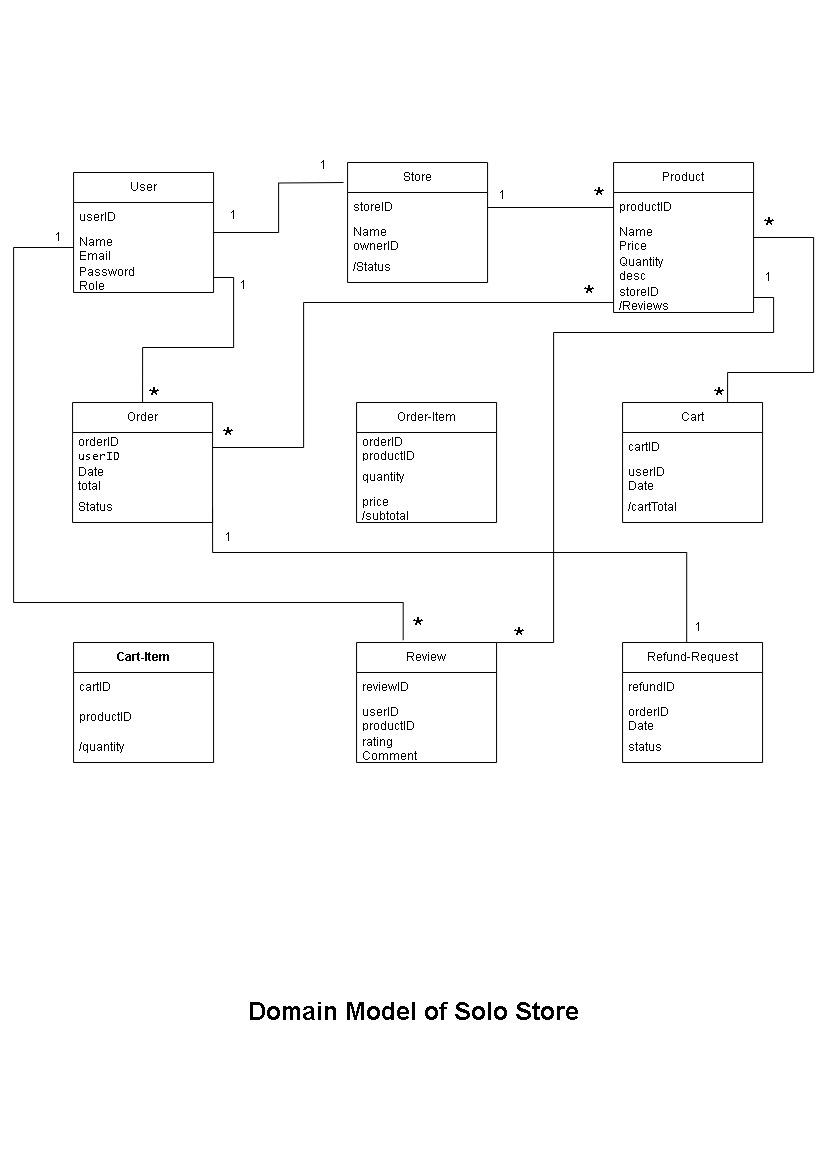 User
userID
Name
Email
Password
Role
1
1
Store
storeID
Name
ownerID
/Status
1
*
Product
productID
Name
Price
Quantity
desc
storeID
/Reviews
*
1
1
1
*
*
*
*
Order
orderID
userID
Date
total
Status
Order-Item
orderID
productID
quantity
price
/subtotal
Cart
cartID
userID
Date
/cartTotal
1
*
*
1
Cart-Item
cartID
productID
/quantity
Review
reviewID
userID
productID
rating
Comment
Refund-Request
refundID
orderID
Date
status
Domain Model of Solo Store